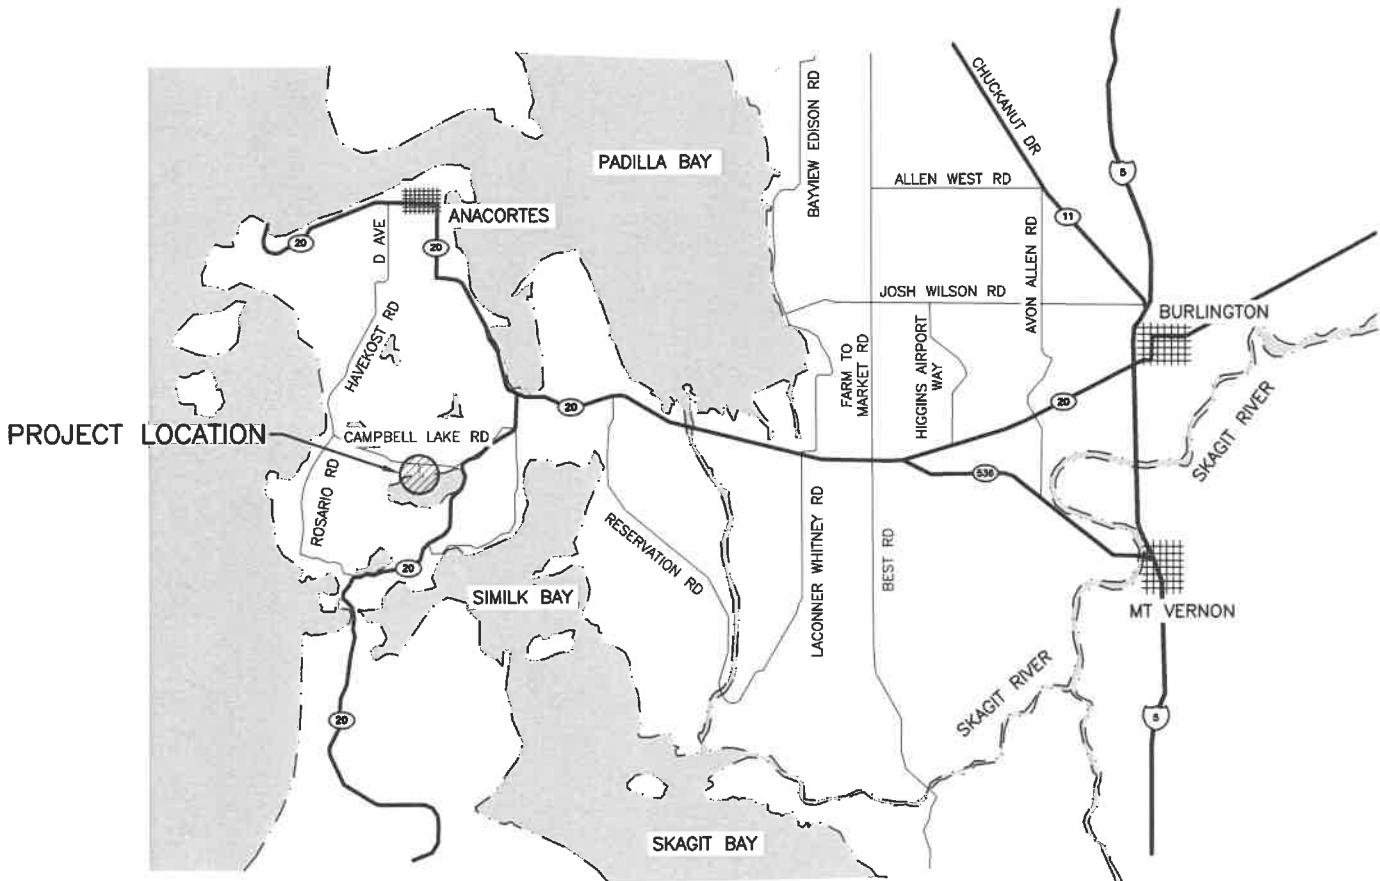 PADILLA BAY
BAYVIEW EDISON RD
CHUCKANUT DR
5
ALLEN WEST RD
ANACORTES
11
20
D AVE
20
AVON ALLEN RD
JOSH WILSON RD
BURLINGTON
HAVEKOST RD
FARM TO
MARKET RD
HIGGINS AIRPORT
WAY
20
20
SKAGIT RIVER
PROJECT LOCATION
CAMPBELL LAKE RD
536
ROSARIO RD
RESERVATION RD
LACONNER WHITNEY RD
BEST RD
20
SIMILK BAY
MT VERNON
SKAGIT RIVER
20
5
SKAGIT BAY